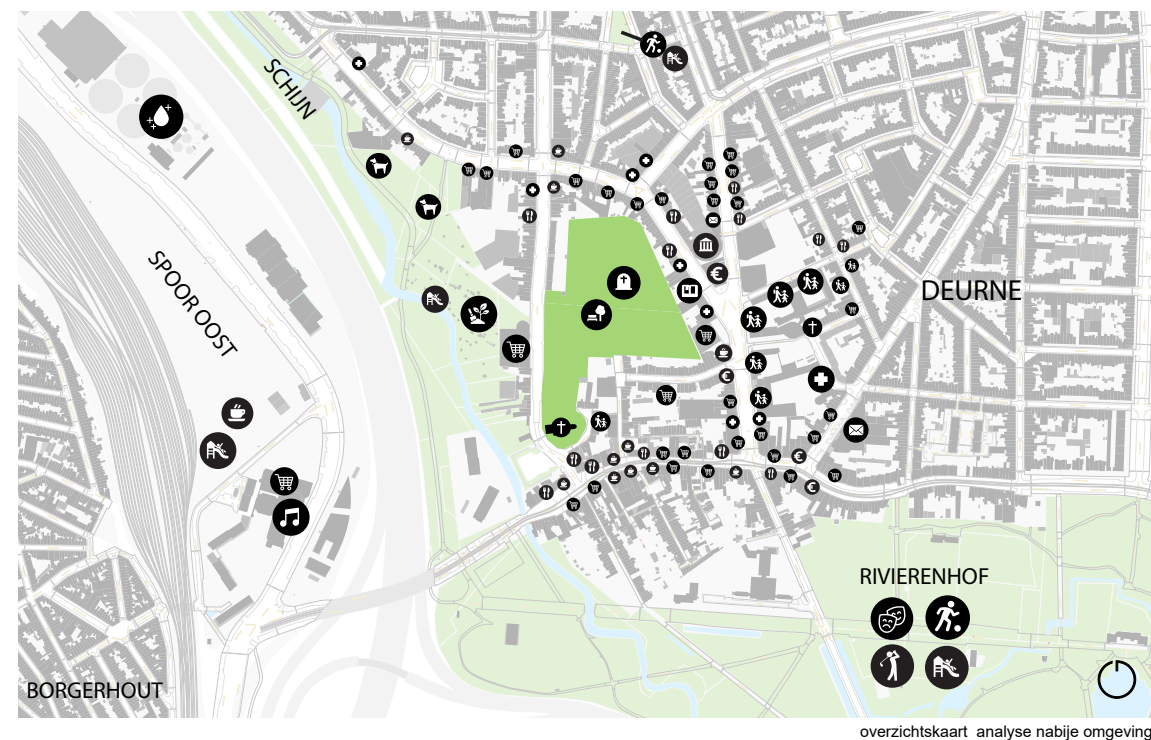 SCHIJN
SPOOR OOST
DEURNE
RIVIERENHOF
BORGERHOUT
overzichtskaart analyse nabije omgeving